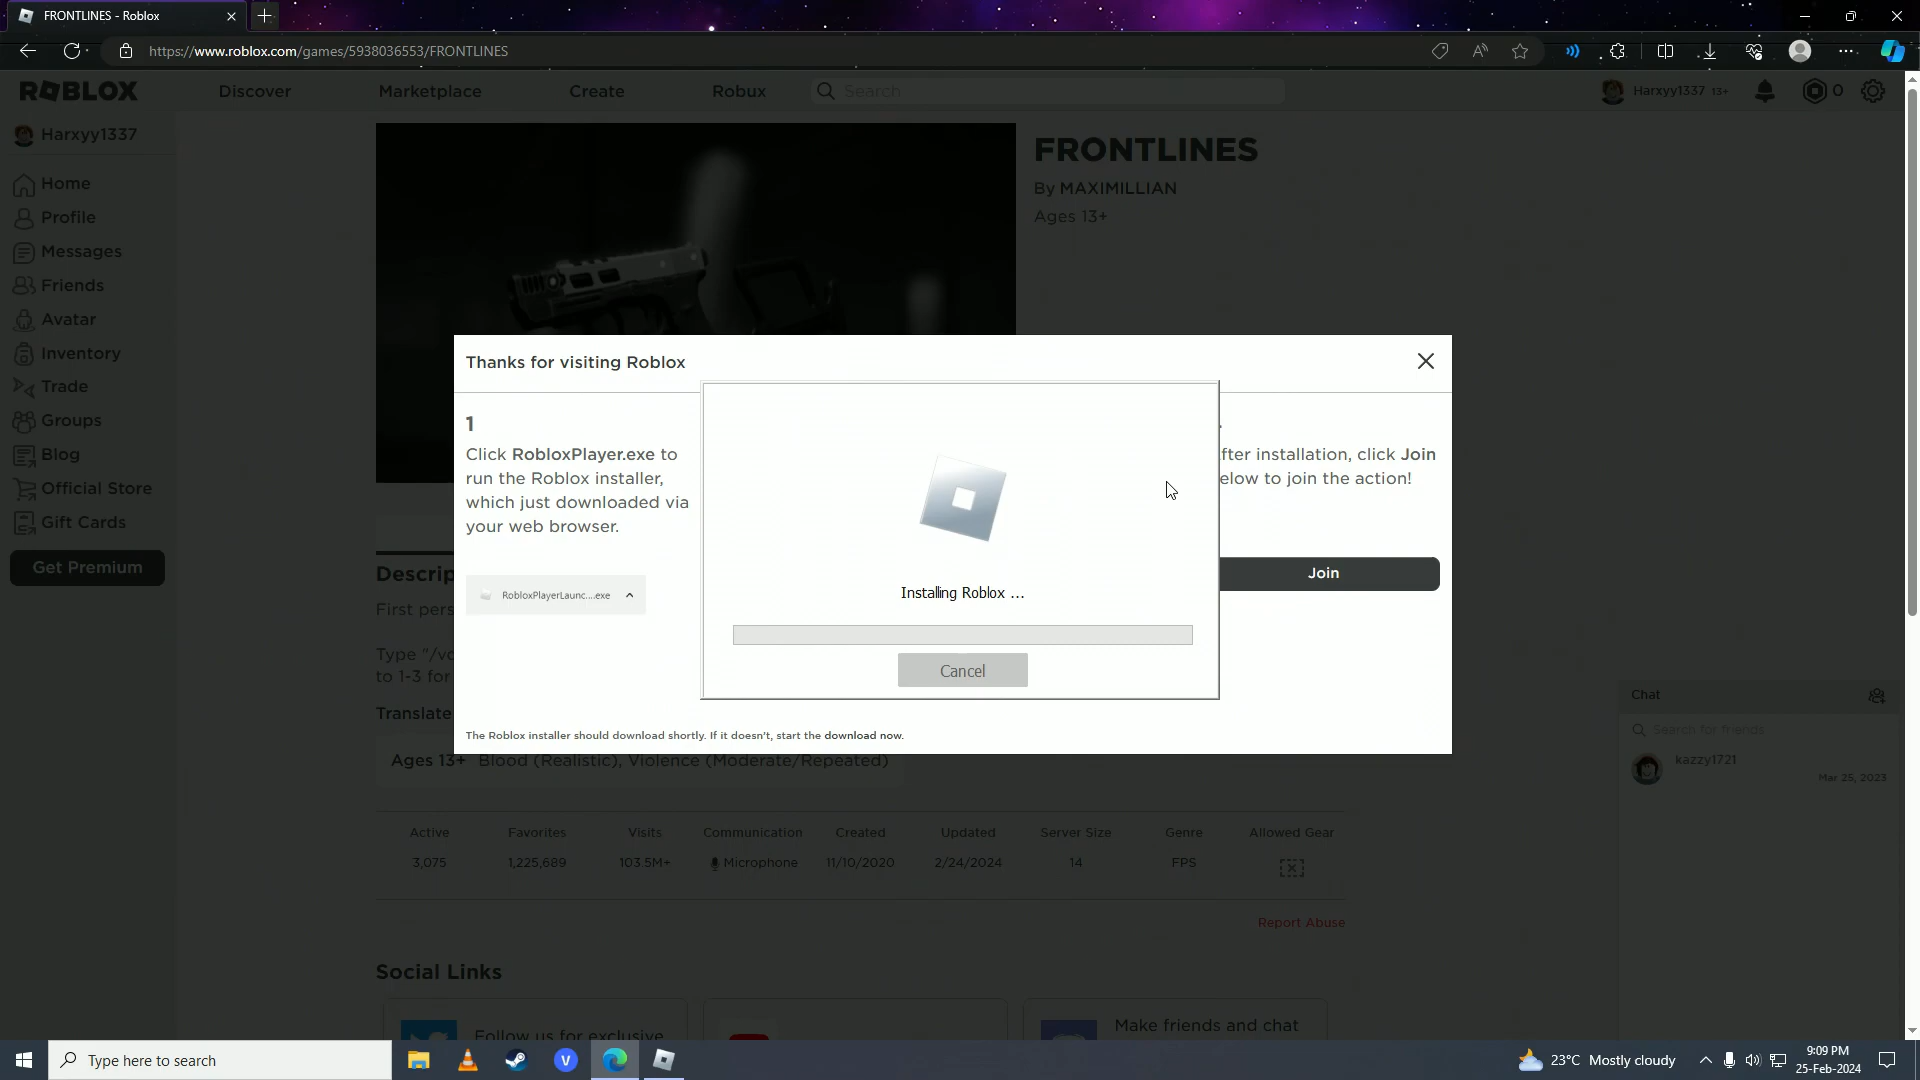 FRONTLINES - Roblox
https://www.roblox.com/games/5938036553/FRONTLINES
ROBLOX
Discover
Marketplace
Create
Robux
Search
Harxyy1337 13+
0
Harxyy1337
Home
Profile
Messages
Friends
Avatar
Inventory
Trade
Groups
Blog
Official Store
Gift Cards
Get Premium
FRONTLINES
By MAXIMILLIAN
Ages 13+
Thanks for visiting Roblox
1
Click RobloxPlayer.exe to
run the Roblox installer,
which just downloaded via
your web browser.
RobloxPlayerLaunc....exe
Installing Roblox ...
Cancel
fter installation, click Join
elow to join the action!
Join
The Roblox installer should download shortly. If it doesn't, start the download now.
Descrip
First pers
Type "/vo
to 1-3 for
Translate
Ages 13+ Blood (Realistic), Violence (Moderate/Repeated)
Active
Favorites
Visits
Communication
Created
Updated
Server Size
Genre
Allowed Gear
3,075
1,225,689
103.5M+
Microphone
11/10/2020
2/24/2024
14
FPS
Report Abuse
Social Links
Follow us for exclusive
Make friends and chat
Chat
Search for friends
kazzy1721
Mar 25, 2023
Type here to search
V
23°C Mostly cloudy
9:09 PM
25-Feb-2024